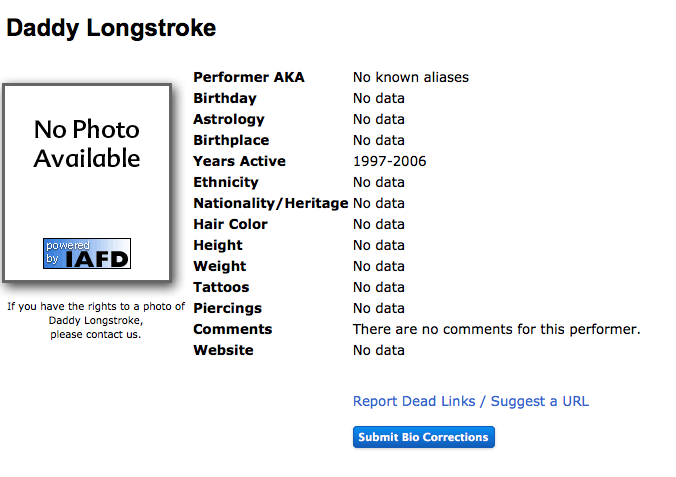 Daddy Longstroke
No Photo
Available
powered
by IAFD
If you have the rights to a photo of
Daddy Longstroke,
please contact us.
Performer AKA No known aliases
Birthday No data
Astrology No data
Birthplace No data
Years Active 1997-2006
Ethnicity No data
Nationality/Heritage No data
Hair Color No data
Height No data
Weight No data
Tattoos No data
Piercings No data
Comments There are no comments for this performer.
Website No data
Report Dead Links / Suggest a URL
Submit Bio Corrections